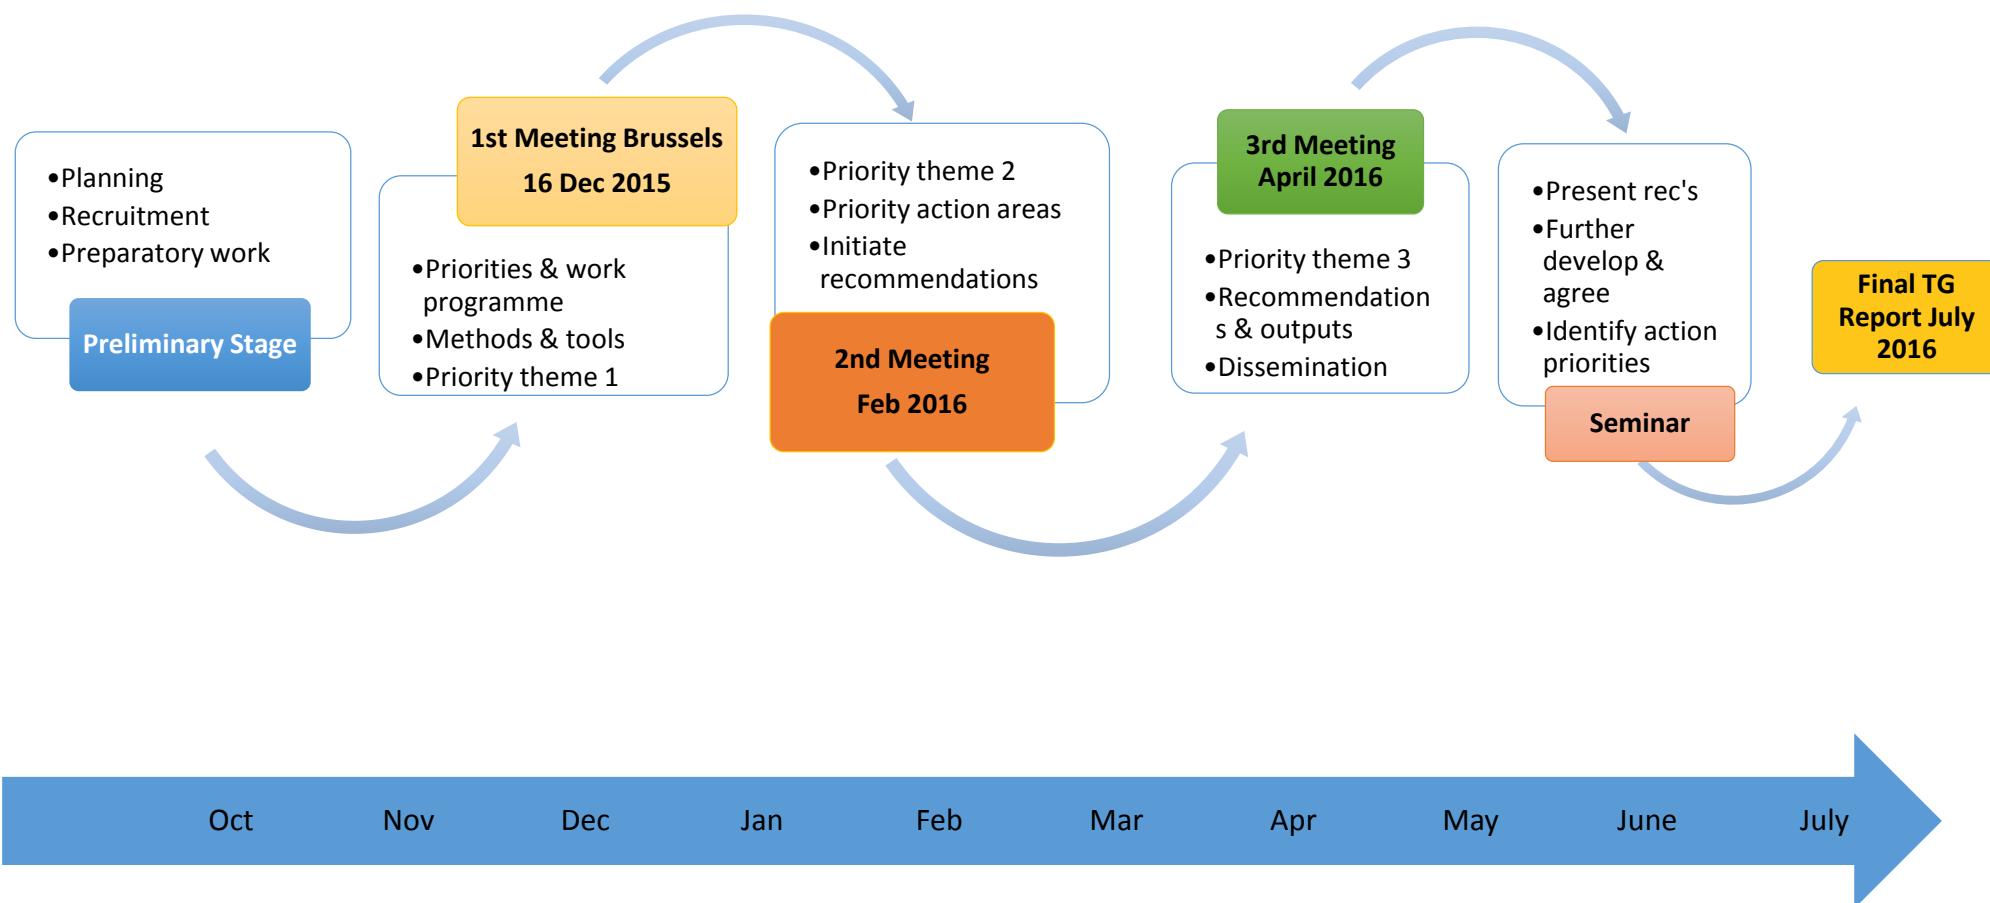 •Planning
•Recruitment
•Preparatory work
Preliminary Stage
1st Meeting Brussels
16 Dec 2015
•Priorities & work
programme
•Methods & tools
•Priority theme 1
•Priority theme 2
•Priority action areas
•Initiate
recommendations
2nd Meeting
Feb 2016
3rd Meeting
April 2016
•Priority theme 3
•Recommendation
s & outputs
•Dissemination
•Present rec's
•Further
develop &
agree
•Identify action
priorities
Seminar
Final TG
Report July
2016
Oct Nov Dec Jan Feb Mar Apr May June July